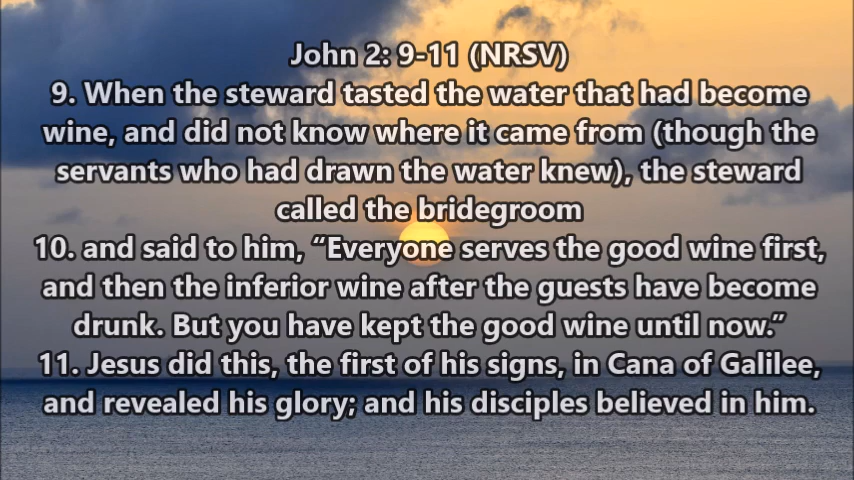 John 2: 9-11 (NRSV)
9. When the steward tasted the water that had become
wine, and did not know where it came from (though the
servants who had drawn the water knew), the steward
called the bridegroom
10. and said to him, “Everyone serves the good wine first,
and then the inferior wine after the guests have become
drunk. But you have kept the good wine until now.”
11. Jesus did this, the first of his signs, in Cana of Galilee,
and revealed his glory; and his disciples believed in him.